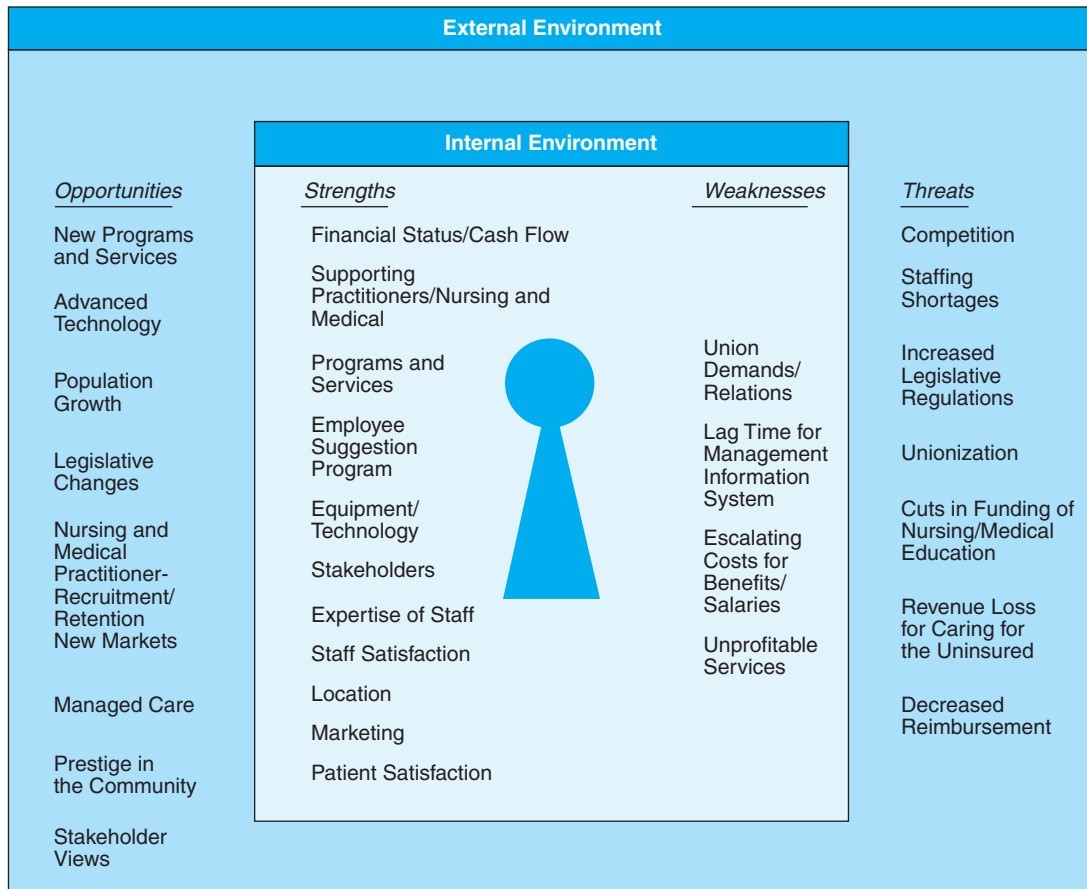 External Environment
Internal Environment
Opportunities
New Programs
and Services
Advanced
Technology
Population
Growth
Legislative
Changes
Nursing and
Medical
Practitioner-
Recruitment/
Retention
New Markets
Managed Care
Prestige in
the Community
Stakeholder
Views
Strengths
Financial Status/Cash Flow
Supporting
Practitioners/Nursing and
Medical
Programs and
Services
Employee
Suggestion
Program
Equipment/
Technology
Stakeholders
Expertise of Staff
Staff Satisfaction
Location
Marketing
Patient Satisfaction
Weaknesses
Union
Demands/
Relations
Lag Time for
Management
Information
System
Escalating
Costs for
Benefits/
Salaries
Unprofitable
Services
Threats
Competition
Staffing
Shortages
Increased
Legislative
Regulations
Unionization
Cuts in Funding of
Nursing/Medical
Education
Revenue Loss
for Caring for
the Uninsured
Decreased
Reimbursement